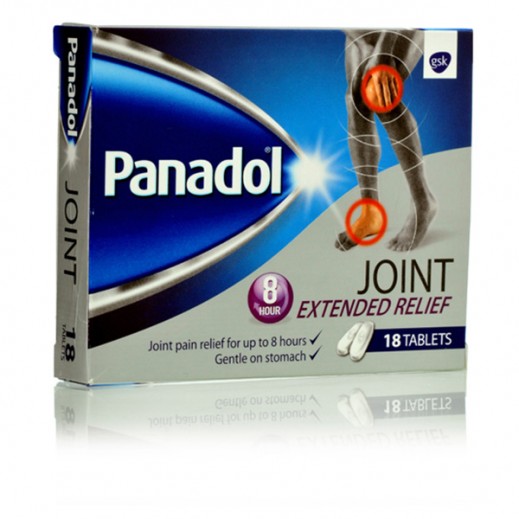 Panadol
JOINT
18
TABLETS
gsk
Panadol®
8
HOUR
JOINT
EXTENDED RELIEF
Joint pain relief for up to 8 hours ✓
Gentle on stomach ✓
18 TABLETS